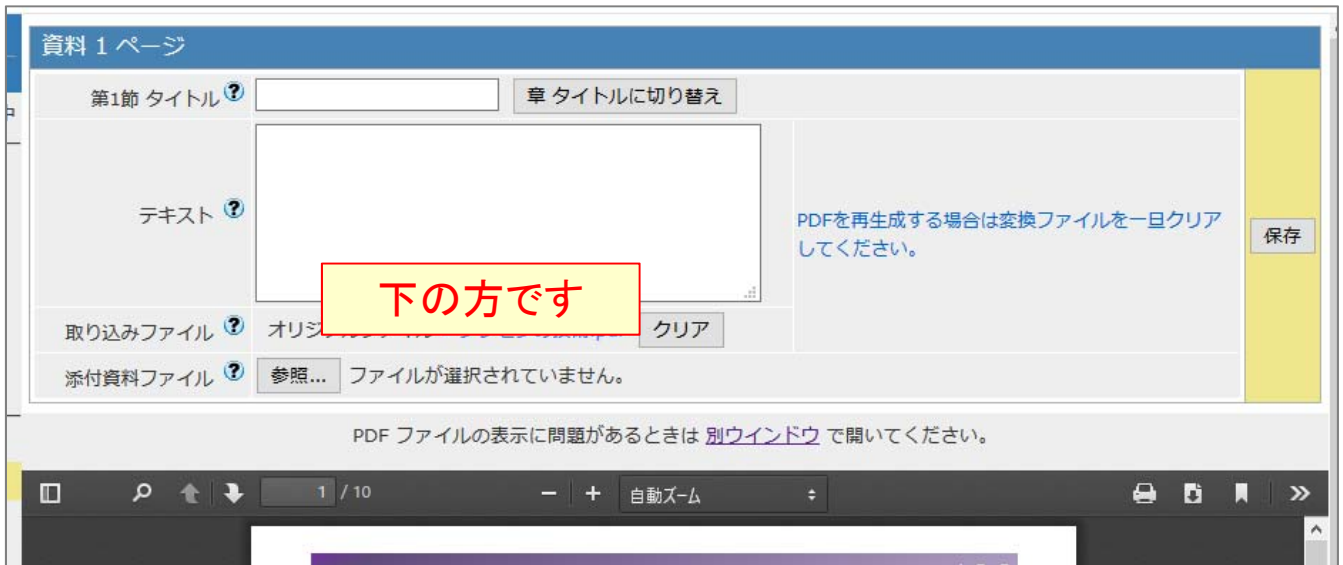 資料 1 ページ
第1節 タイトル ?
章 タイトルに切り替え
テキスト ?
PDFを再生成する場合は変換ファイルを一旦クリア
してください。
保存
下の方です
取り込みファイル ? クリア
添付資料ファイル ? 参照... ファイルが選択されていません。
PDF ファイルの表示に問題があるときは 別ウインドウ で開いてください。
1 / 10 − + 自動ズーム